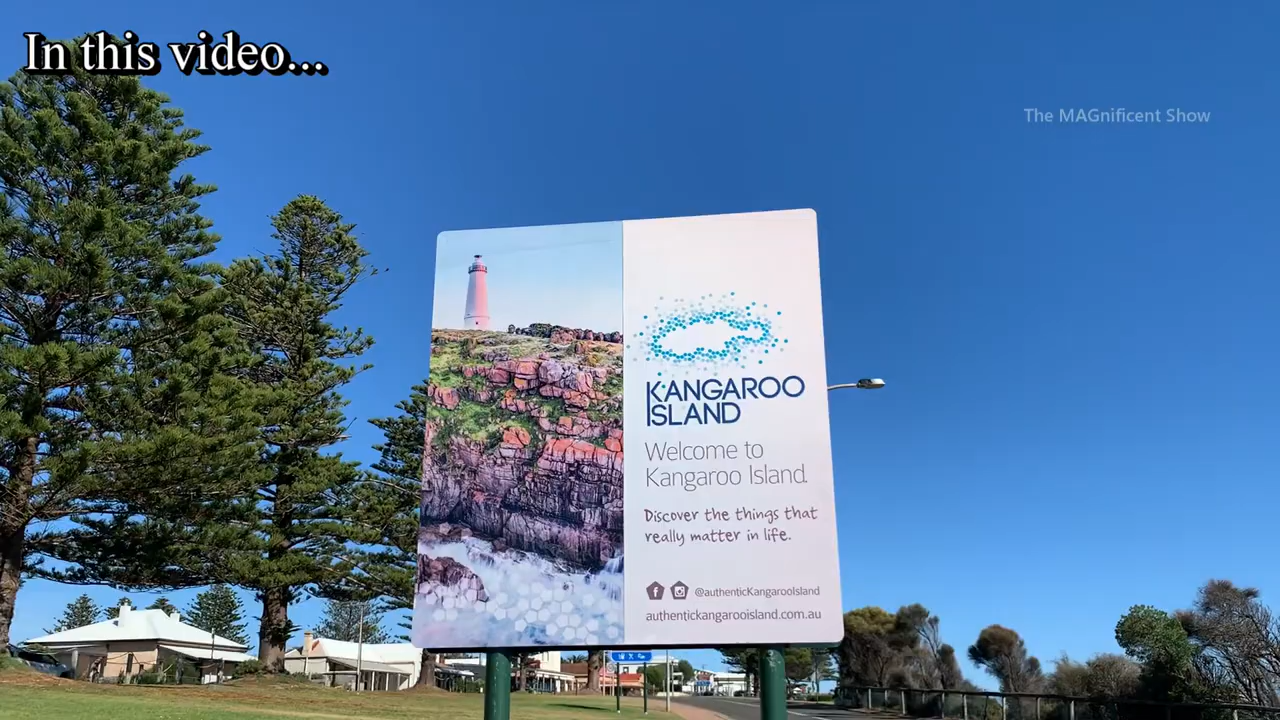 In this video...
The MAGnificent Show
KANGAROO
ISLAND
Welcome to
Kangaroo Island.
Discover the things that
really matter in life.
@authenticKangarooIsland
authentickangarooisland.com.au